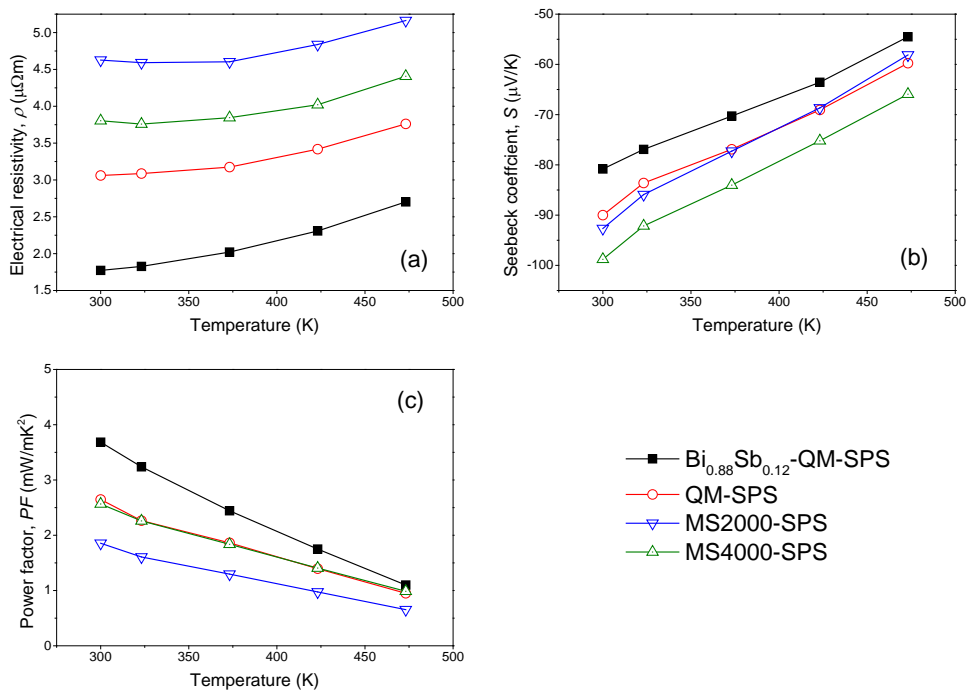 5.0
4.5
4.0
3.5
3.0
2.5
2.0
1.5
Electrical resistivity, ρ (μΩm)
300 350 400 450 500
Temperature (K)
(a)
-50
-60
-70
-80
-90
-100
Seebeck coeffcient, S (μV/K)
300 350 400 450 500
Temperature (K)
(b)
5
4
3
2
1
0
Power factor, PF (mW/mK²)
300 350 400 450 500
Temperature (K)
(c)
Bi₀.₈₈Sb₀.₁₂-QM-SPS
QM-SPS
MS2000-SPS
MS4000-SPS